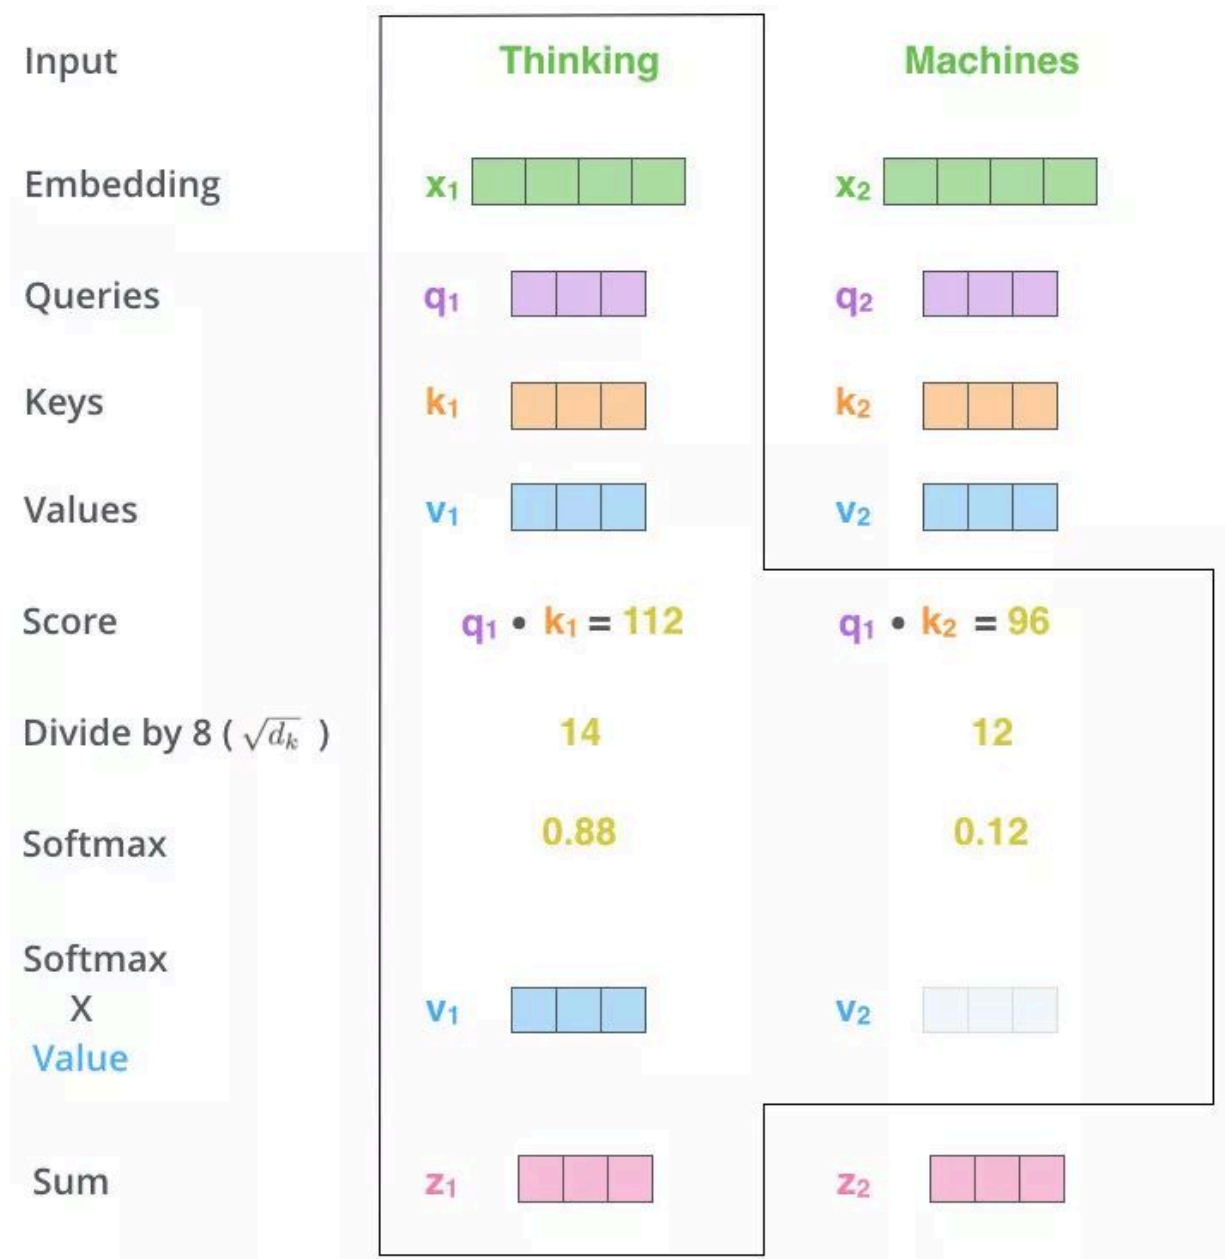 Input Thinking Machines
Embedding x₁ x₂
Queries q₁ q₂
Keys k₁ k₂
Values v₁ v₂
Score q₁ • k₁ = 112 q₁ • k₂ = 96
Divide by 8 ( √dₖ ) 14 12
Softmax 0.88 0.12
Softmax
X v₁ v₂
Value
Sum z₁ z₂